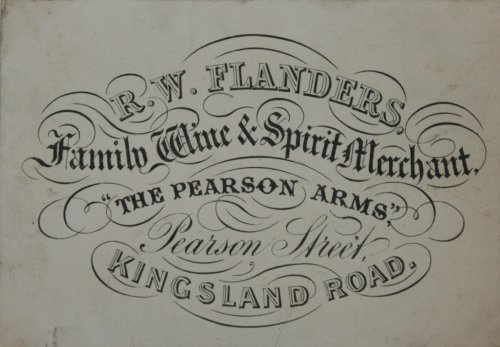 R. W. FLANDERS,
Family Wine & Spirit Merchant,
"THE PEARSON ARMS",
Pearson Street,
KINGSLAND ROAD.